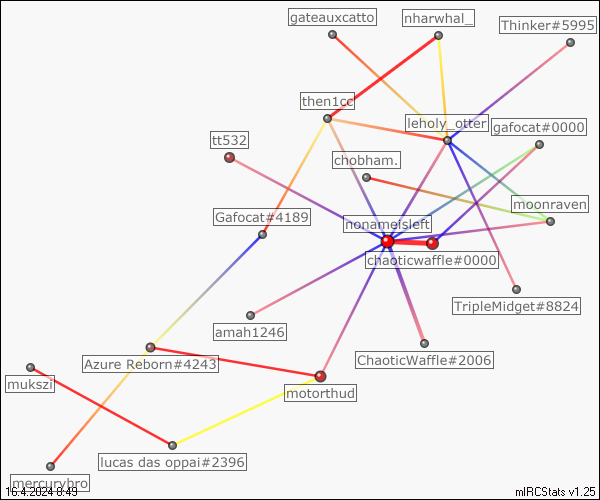 gateauxcatto
nharwhal_
Thinker#5995
then1cc
leholy_otter
gafocat#0000
tt532
chobham.
moonraven
Gafocat#4189
nonameisleft
chaoticwaffle#0000
TripleMidget#8824
amah1246
ChaoticWaffle#2006
Azure Reborn#4243
mukszi
motorthud
lucas das oppai#2396
mercurybro
16.4.2024 0:49
mIRCStats v1.25